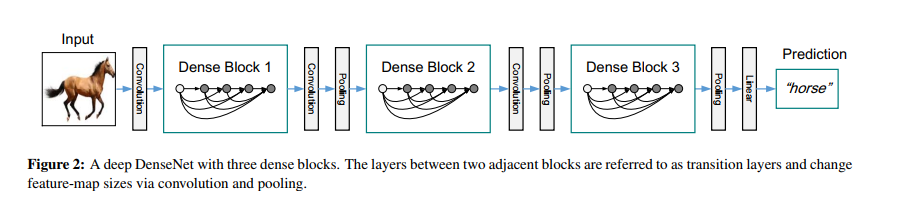 Input
Prediction
Convolution
Dense Block 1
Convolution
Pooling
Dense Block 2
Convolution
Pooling
Dense Block 3
Pooling
Linear
“horse”
Figure 2: A deep DenseNet with three dense blocks. The layers between two adjacent blocks are referred to as transition layers and change
feature-map sizes via convolution and pooling.